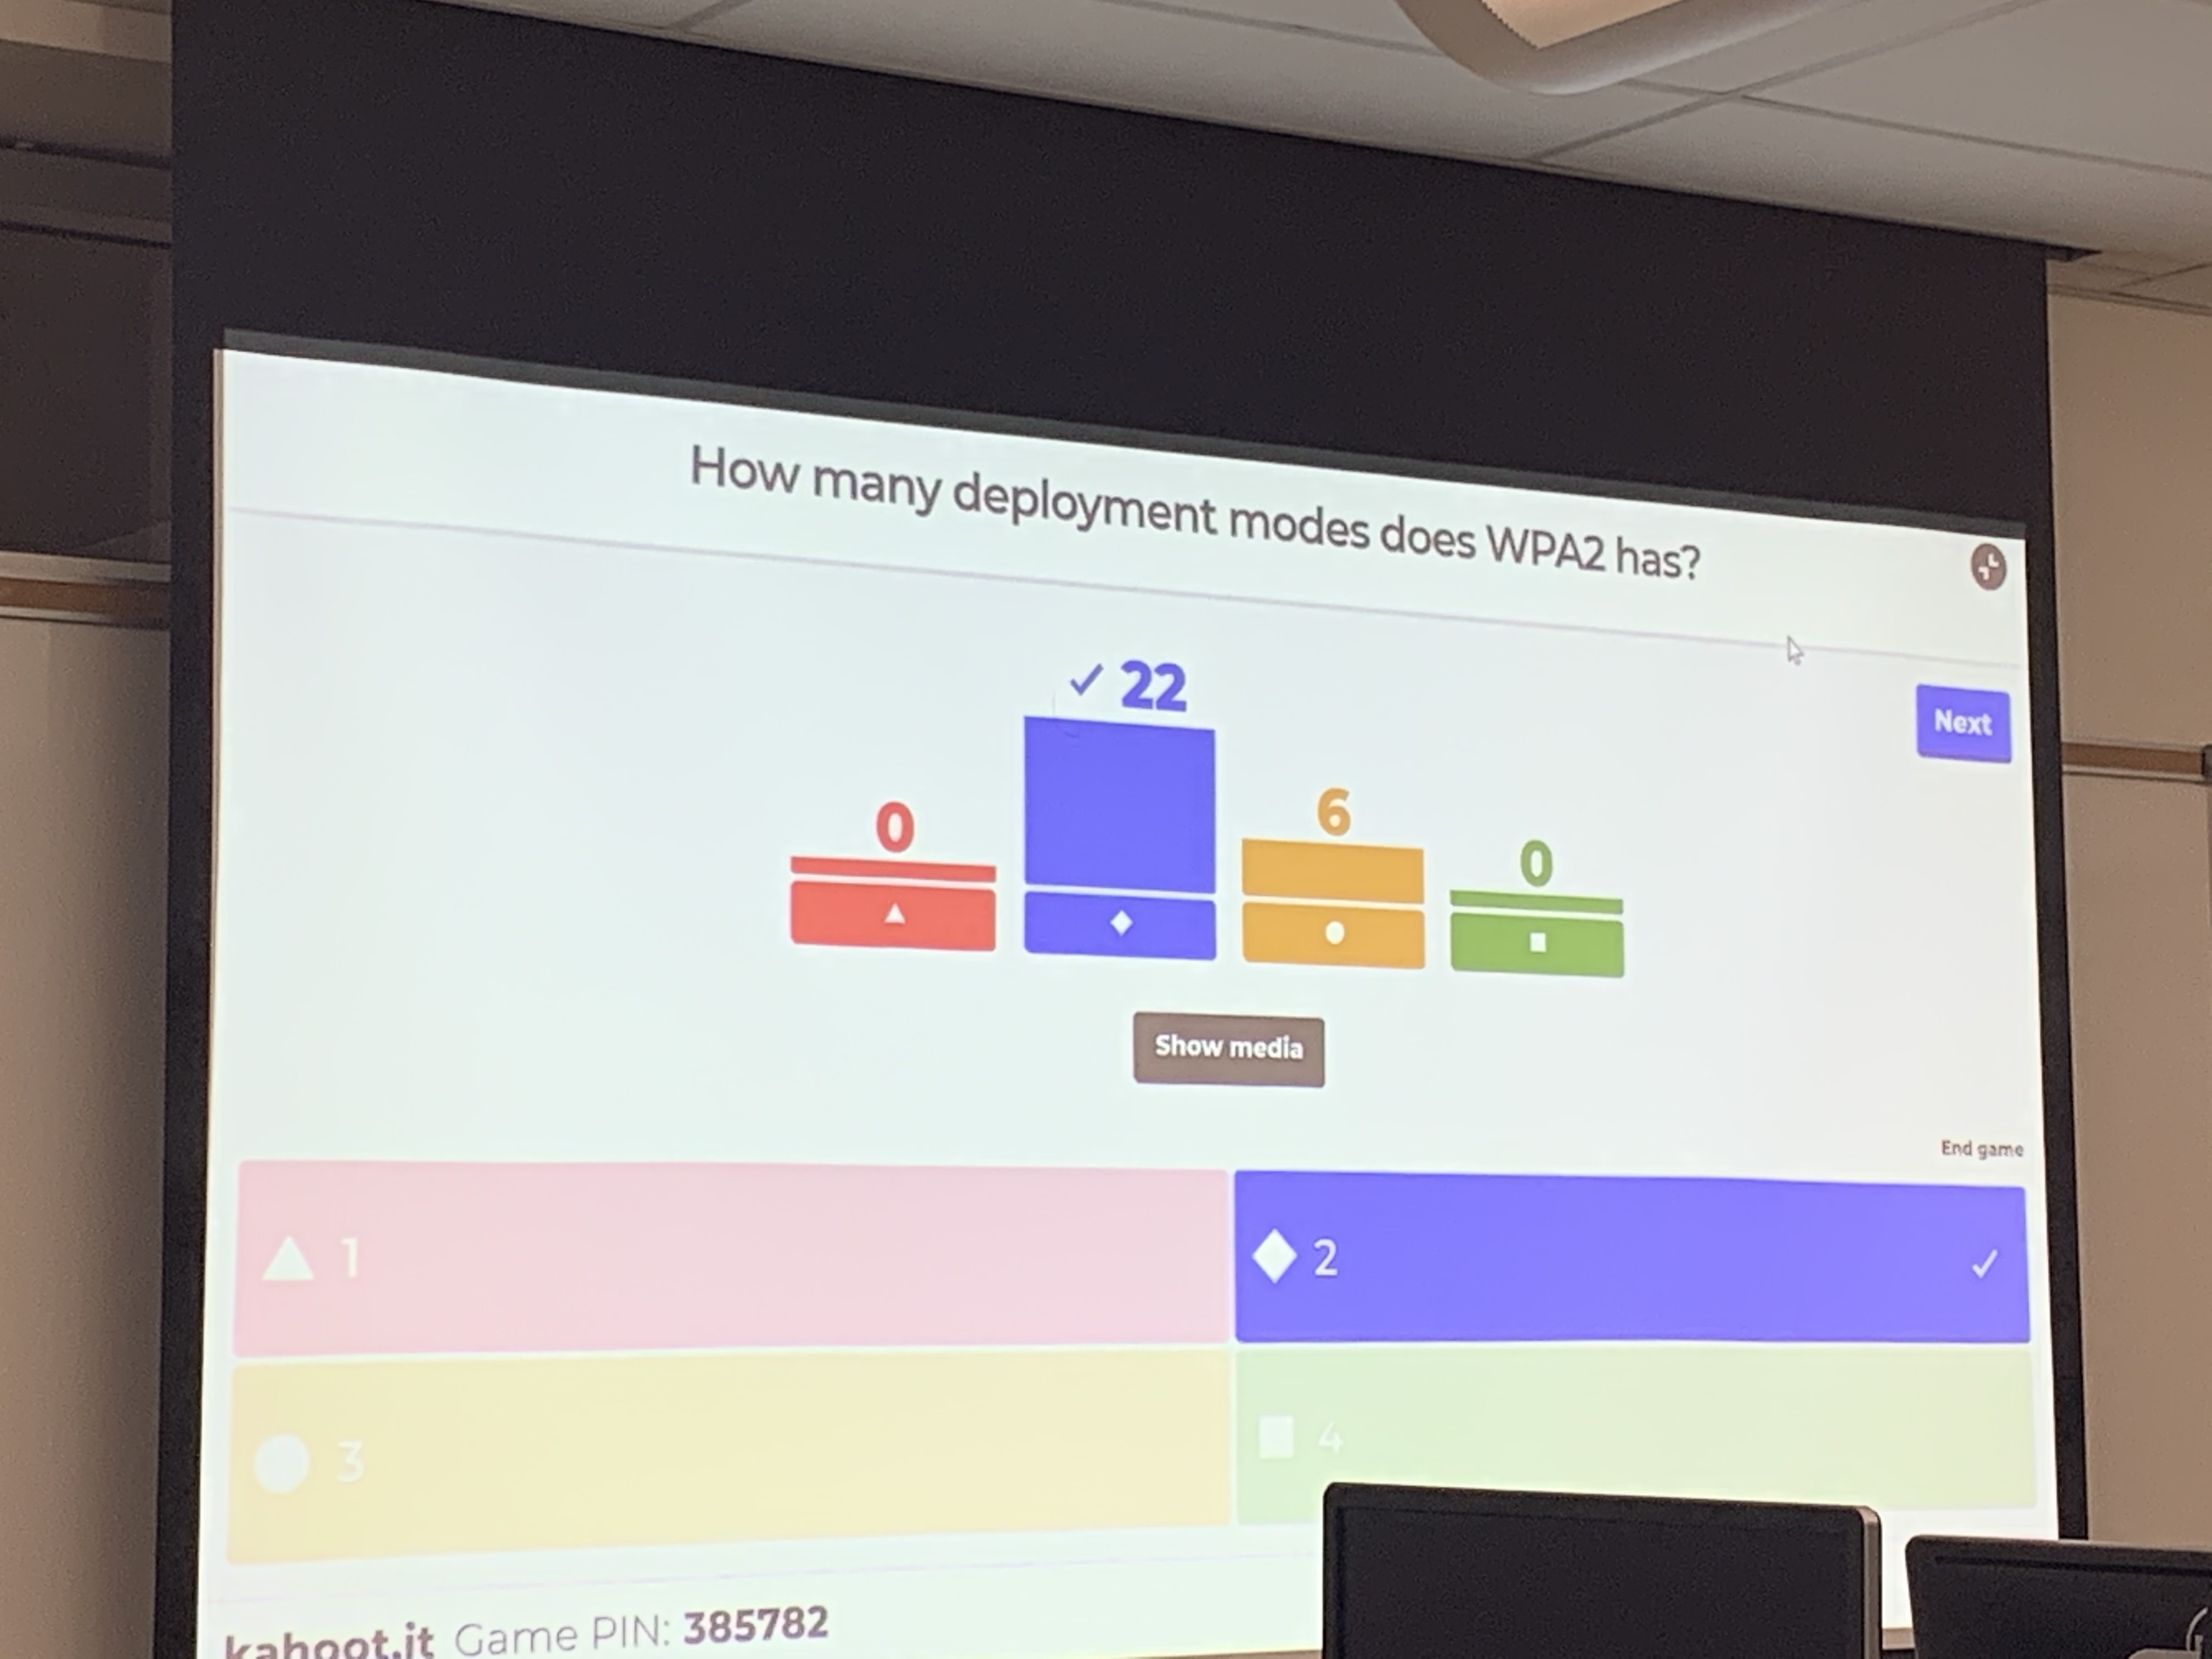 How many deployment modes does WPA2 has?
22
0
6
0
Next
Show media
End game
1
2
3
4
kahoot.it Game PIN: 385782